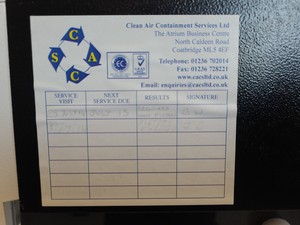 C
S A
C
Clean Air Containment Services Ltd
The Atrium Business Centre
North Caldeen Road
Coatbridge ML5 4EF
Telephone: 01236 702014
Fax: 01236 728221
Web: www.cacsltd.co.uk
Email: enquiries@cacsltd.co.uk
SERVICE VISIT NEXT SERVICE DUE RESULTS SIGNATURE